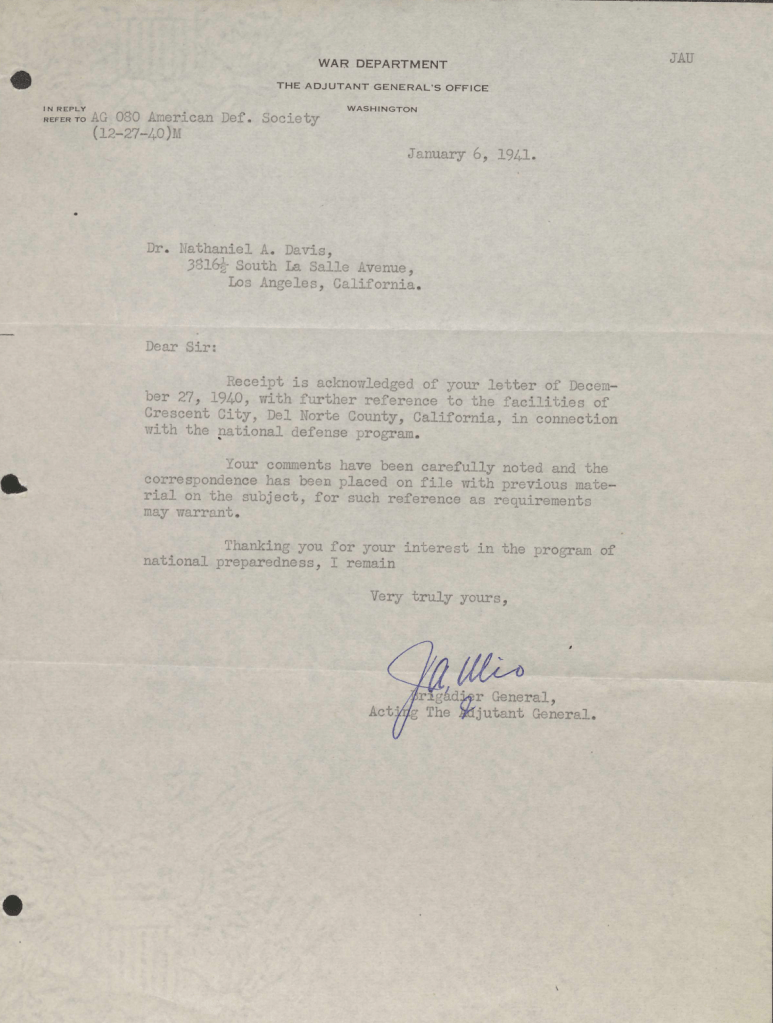 JAU
WAR DEPARTMENT
THE ADJUTANT GENERAL'S OFFICE
WASHINGTON
IN REPLY
REFER TO AG 080 American Def. Society
(12-27-40)M
January 6, 1941.
Dr. Nathaniel A. Davis,
3816½ South La Salle Avenue,
Los Angeles, California.
Dear Sir:
Receipt is acknowledged of your letter of Decem-
ber 27, 1940, with further reference to the facilities of
Crescent City, Del Norte County, California, in connection
with the national defense program.
Your comments have been carefully noted and the
correspondence has been placed on file with previous mate-
rial on the subject, for such reference as requirements
may warrant.
Thanking you for your interest in the program of
national preparedness, I remain
Very truly yours,
J A Ulio
Brigadier General,
Acting The Adjutant General.